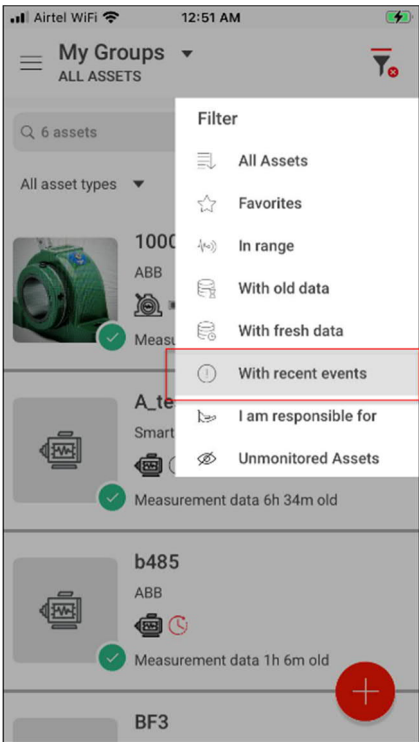 Airtel WiFi 12:51 AM
My Groups
ALL ASSETS
6 assets
All asset types
Filter
All Assets
Favorites
In range
With old data
With fresh data
With recent events
I am responsible for
Unmonitored Assets
ABB
Measurement data 6h 34m old
b485
ABB
Measurement data 1h 6m old
BF3